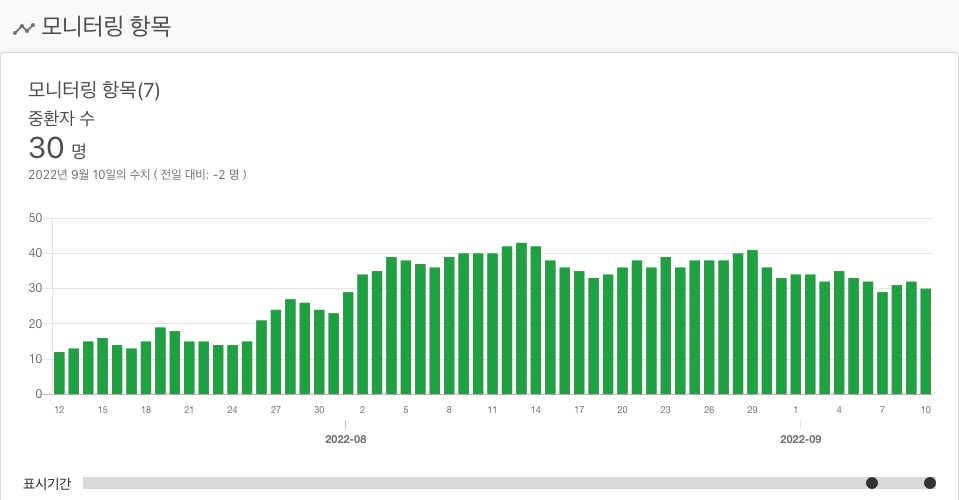 모니터링 항목
모니터링 항목(7)
중환자 수
30 명
2022년 9월 10일의 수치 ( 전일 대비: -2 명 )
50
40
30
20
10
0
12 15 18 21 24 27 30 2 5 8 11 14 17 20 23 26 29 1 4 7 10
2022-08 2022-09
표시기간